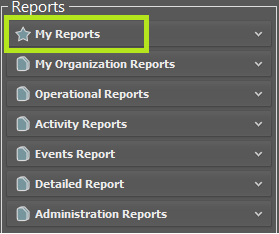 Reports
My Reports
My Organization Reports
Operational Reports
Activity Reports
Events Report
Detailed Report
Administration Reports